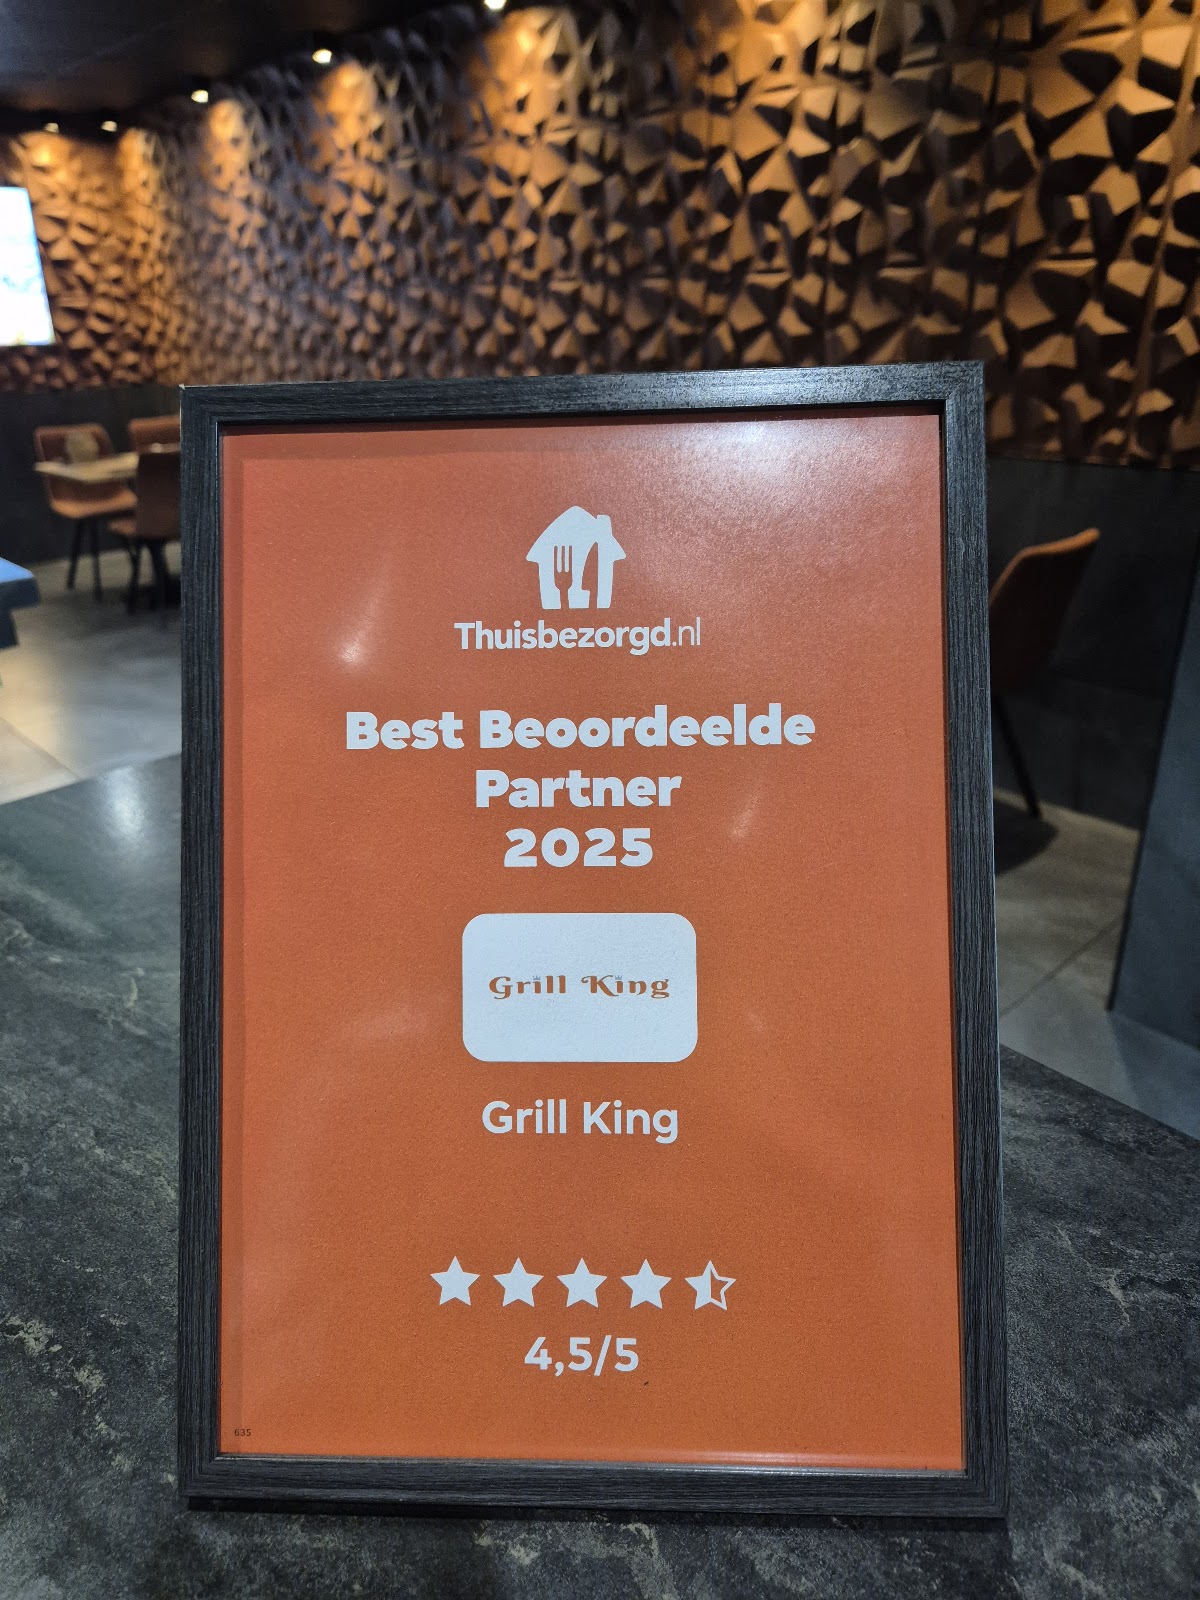 Thuisbezorgd.nl
Best Beoordeelde
Partner
2025
Grill King
Grill King
4,5/5
635